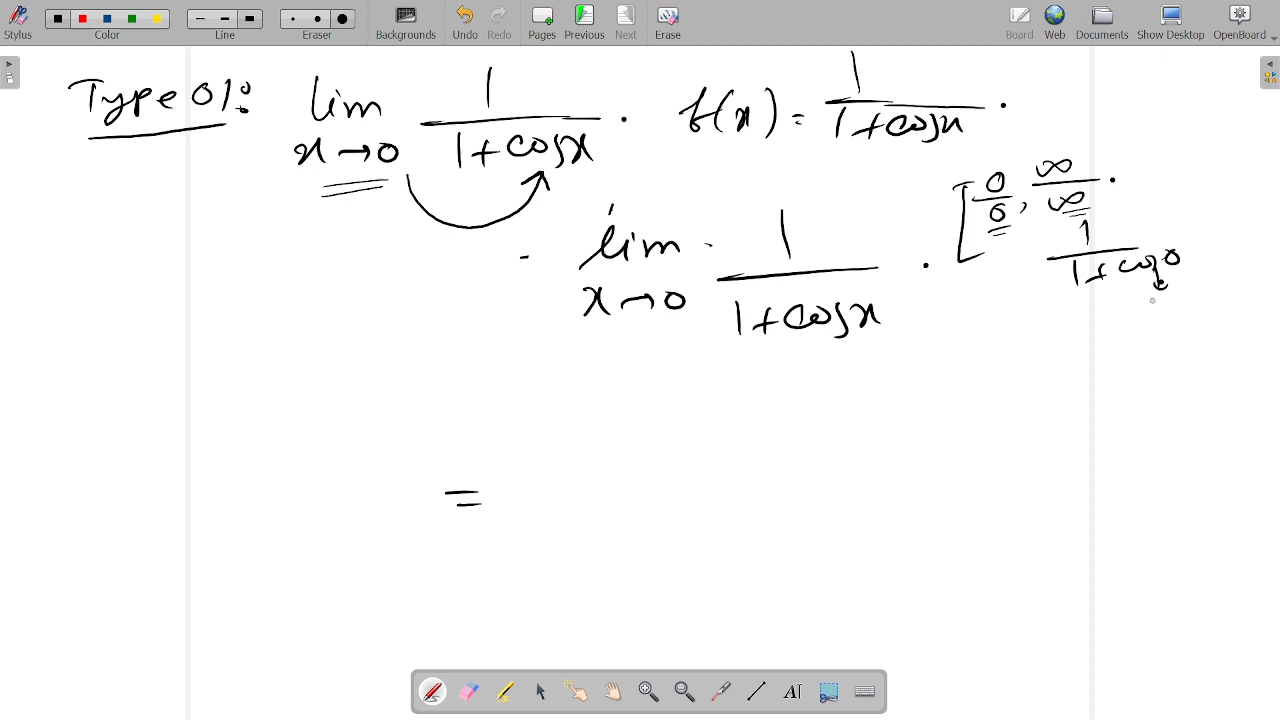 Stylus Color Line Eraser Backgrounds Undo Redo Pages Previous Next Erase Board Web Documents Show Desktop OpenBoard
Type 01: lim x→0 1/(1+cosx) . f(x) = 1/(1+cosx) .
[0/0, ∞/∞ .
lim x→0 1/(1+cosx) . 1/(1+cos0
=